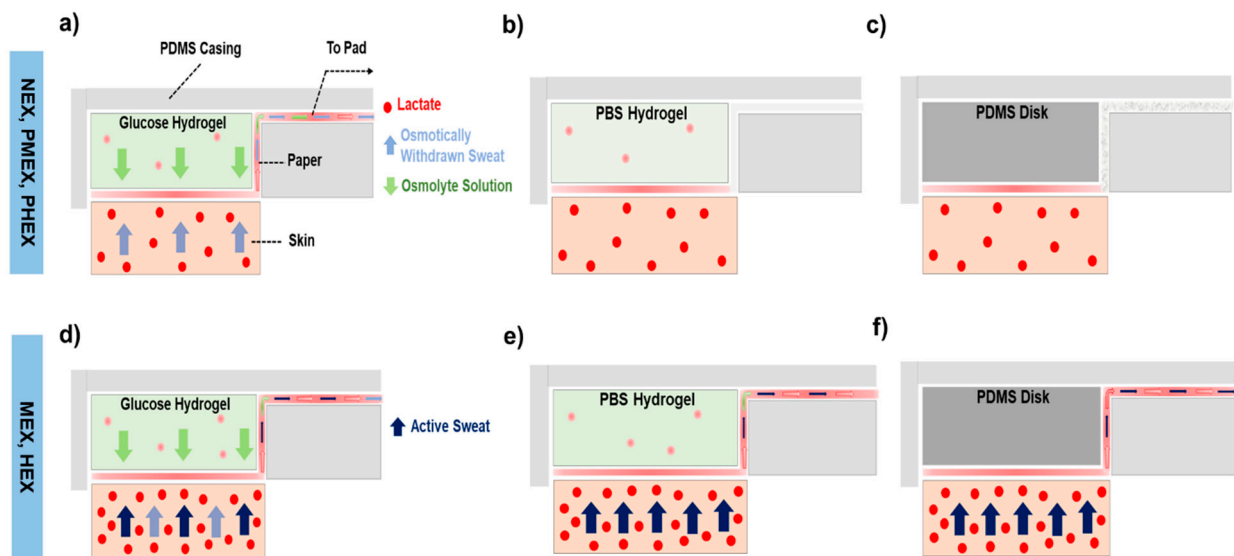 a)
b)
c)
NEX, PMEX, PHEX
PDMS Casing
To Pad
Glucose Hydrogel
Lactate
Osmotically
Withdrawn Sweat
Paper
Osmolyte Solution
Skin
PBS Hydrogel
PDMS Disk
d)
e)
f)
MEX, HEX
Glucose Hydrogel
Active Sweat
PBS Hydrogel
PDMS Disk